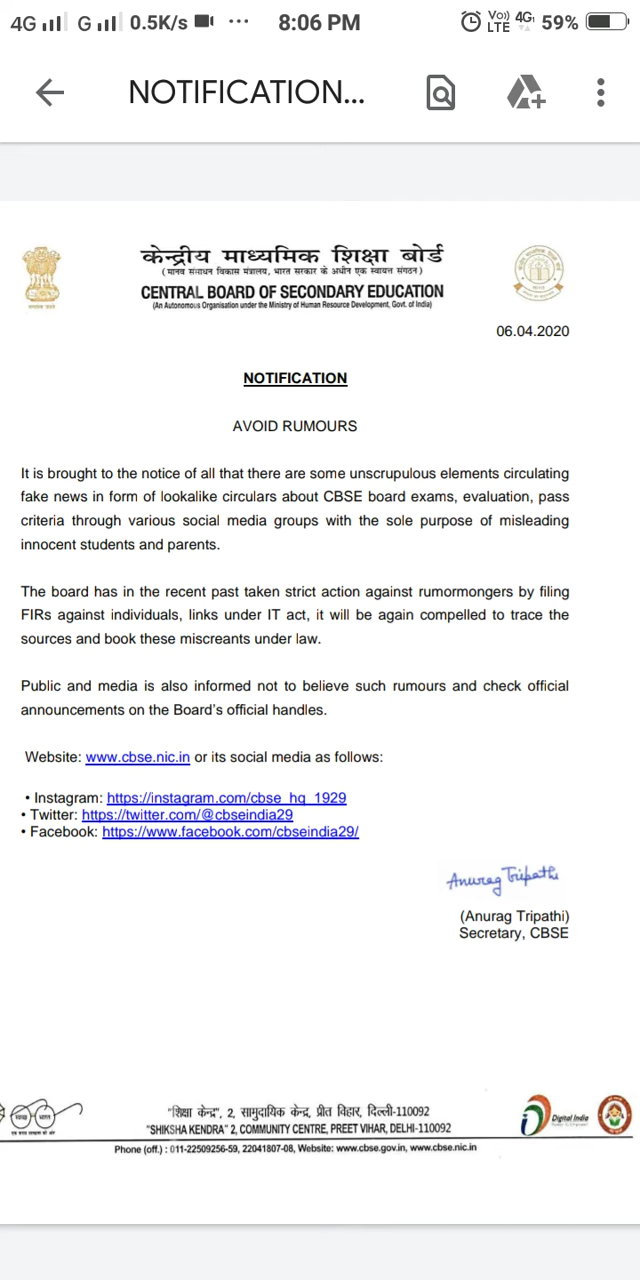 4G G 0.5K/s ... 8:06 PM Vo)) LTE 4G 59%
NOTIFICATION...
केन्द्रीय माध्यमिक शिक्षा बोर्ड
(मानव संसाधन विकास मंत्रालय, भारत सरकार के अधीन एक स्वायत्त संगठन)
CENTRAL BOARD OF SECONDARY EDUCATION
(An Autonomous Organisation under the Ministry of Human Resource Development, Govt. of India)
06.04.2020
NOTIFICATION
AVOID RUMOURS
It is brought to the notice of all that there are some unscrupulous elements circulating
fake news in form of lookalike circulars about CBSE board exams, evaluation, pass
criteria through various social media groups with the sole purpose of misleading
innocent students and parents.
The board has in the recent past taken strict action against rumormongers by filing
FIRs against individuals, links under IT act, it will be again compelled to trace the
sources and book these miscreants under law.
Public and media is also informed not to believe such rumours and check official
announcements on the Board's official handles.
Website: www.cbse.nic.in or its social media as follows:
• Instagram: https://instagram.com/cbse_hq_1929
• Twitter: https://twitter.com/@cbseindia29
• Facebook: https://www.facebook.com/cbseindia29/
Anurag Tripathi
(Anurag Tripathi)
Secretary, CBSE
"शिक्षा केन्द्र", 2, सामुदायिक केन्द्र, प्रीत विहार, दिल्ली-110092
"SHIKSHA KENDRA" 2, COMMUNITY CENTRE, PREET VIHAR, DELHI-110092
Digital India
Phone (off.) : 011-22509256-59, 22041807-08, Website: www.cbse.gov.in, www.cbse.nic.in